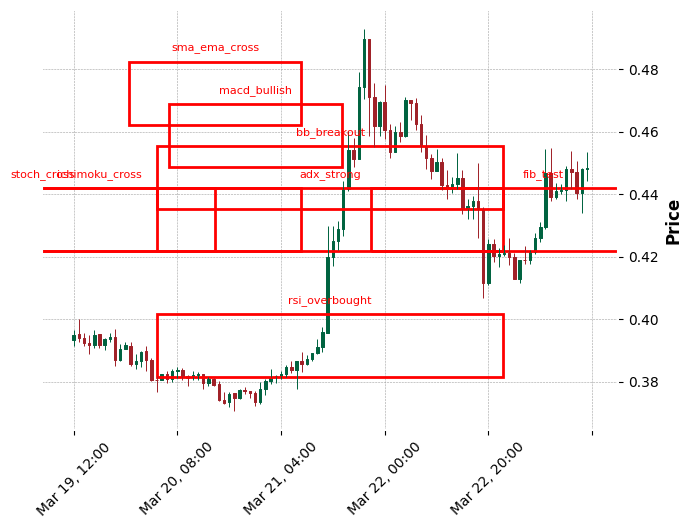 sma_ema_cross
macd_bullish
bb_breakout
stoch_cross
ichimoku_cross
adx_strong
fib_test
rsi_overbought
0.48
0.46
0.44
0.42
0.40
0.38
Price
Mar 19, 12:00
Mar 20, 08:00
Mar 21, 04:00
Mar 22, 00:00
Mar 22, 20:00